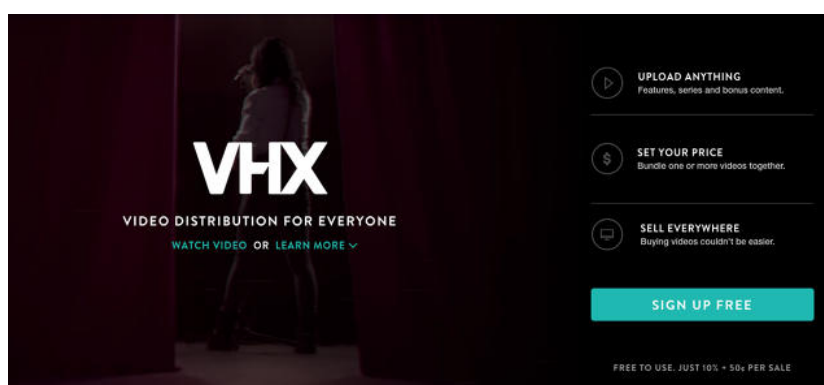 VHX
VIDEO DISTRIBUTION FOR EVERYONE
WATCH VIDEO OR LEARN MORE
UPLOAD ANYTHING
Features, series and bonus content.
SET YOUR PRICE
Bundle one or more videos together.
SELL EVERYWHERE
Buying videos couldn't be easier.
SIGN UP FREE
FREE TO USE. JUST 10% + 50¢ PER SALE